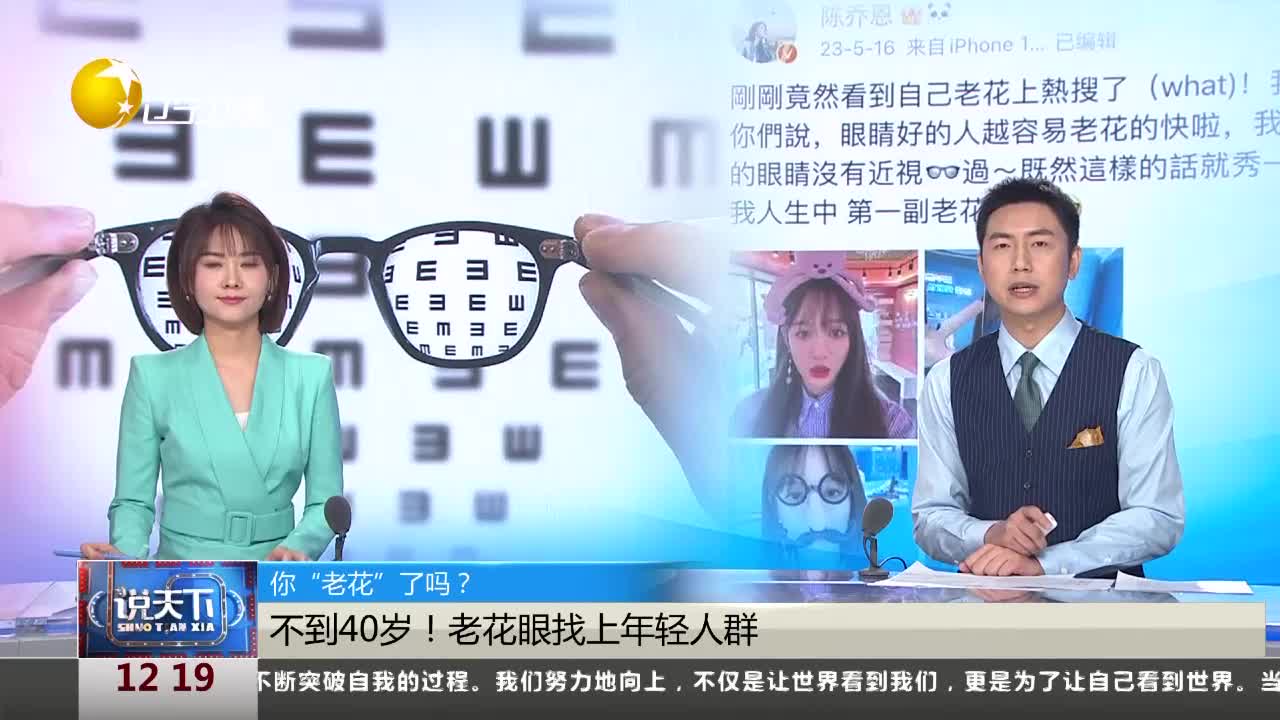 陈乔恩
23-5-16 来自iPhone 1... 已编辑
剛剛竟然看到自己老花上熱搜了（what)！
你們說，眼睛好的人越容易老花的快啦，我
的眼睛沒有近視👓過～既然這樣的話就秀一
我人生中 第一副老花
E E E
E E E W m
E E E
E E E W
m E E
m E E E
E W
你“老花”了吗？
说天下
SHUO TIAN XIA
不到40岁！老花眼找上年轻人群
12 19
不断突破自我的过程。我们努力地向上，不仅是让世界看到我们，更是为了让自己看到世界。当